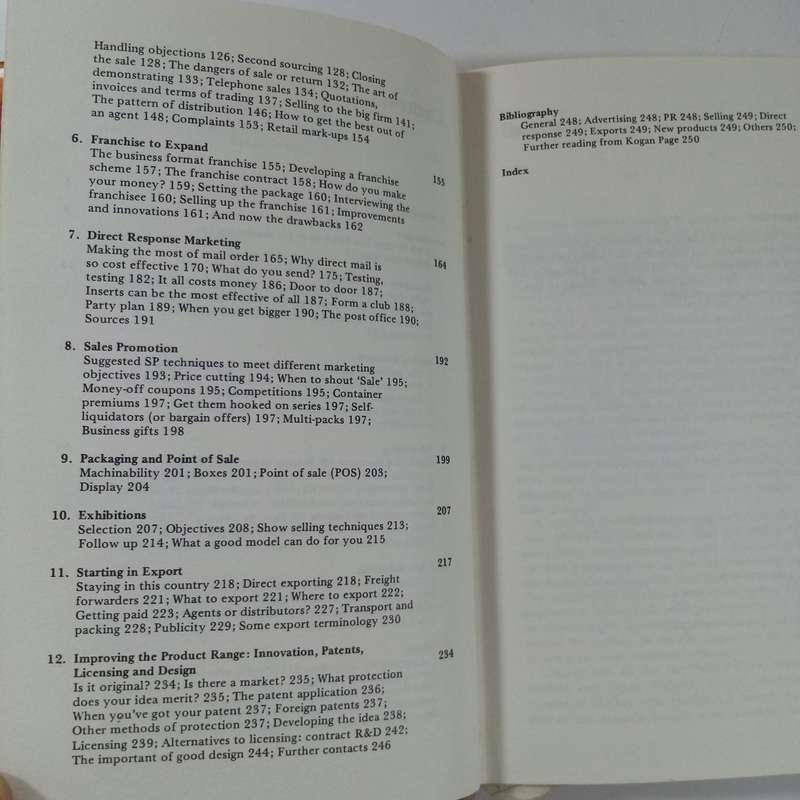 Handling objections 126; Second sourcing 128; Closing
the sale 128; The dangers of sale or return 132; The art of
demonstrating 133; Telephone sales 134; Quotations,
invoices and terms of trading 137; Selling to the big firm 141;
The pattern of distribution 146; How to get the best out of
an agent 148; Complaints 153; Retail mark-ups 154
6. Franchise to Expand 155
The business format franchise 155; Developing a franchise
scheme 157; The franchise contract 158; How do you make
your money? 159; Setting the package 160; Interviewing the
franchisee 160; Selling up the franchise 161; Improvements
and innovations 161; And now the drawbacks 162
7. Direct Response Marketing 164
Making the most of mail order 165; Why direct mail is
so cost effective 170; What do you send? 175; Testing,
testing 182; It all costs money 186; Door to door 187;
Inserts can be the most effective of all 187; Form a club 188;
Party plan 189; When you get bigger 190; The post office 190;
Sources 191
8. Sales Promotion 192
Suggested SP techniques to meet different marketing
objectives 193; Price cutting 194; When to shout ‘Sale’ 195;
Money-off coupons 195; Competitions 195; Container
premiums 197; Get them hooked on series 197; Self-
liquidators (or bargain offers) 197; Multi-packs 197;
Business gifts 198
9. Packaging and Point of Sale 199
Machinability 201; Boxes 201; Point of sale (POS) 203;
Display 204
10. Exhibitions 207
Selection 207; Objectives 208; Show selling techniques 213;
Follow up 214; What a good model can do for you 215
11. Starting in Export 217
Staying in this country 218; Direct exporting 218; Freight
forwarders 221; What to export 221; Where to export 222;
Getting paid 223; Agents or distributors? 227; Transport and
packing 228; Publicity 229; Some export terminology 230
12. Improving the Product Range: Innovation, Patents, 234
Licensing and Design
Is it original? 234; Is there a market? 235; What protection
does your idea merit? 235; The patent application 236;
When you've got your patent 237; Foreign patents 237;
Other methods of protection 237; Developing the idea 238;
Licensing 239; Alternatives to licensing: contract R&D 242;
The important of good design 244; Further contacts 246
Bibliography
General 248; Advertising 248; PR 248; Selling 249; Direct
response 249; Exports 249; New products 249; Others 250;
Further reading from Kogan Page 250
Index